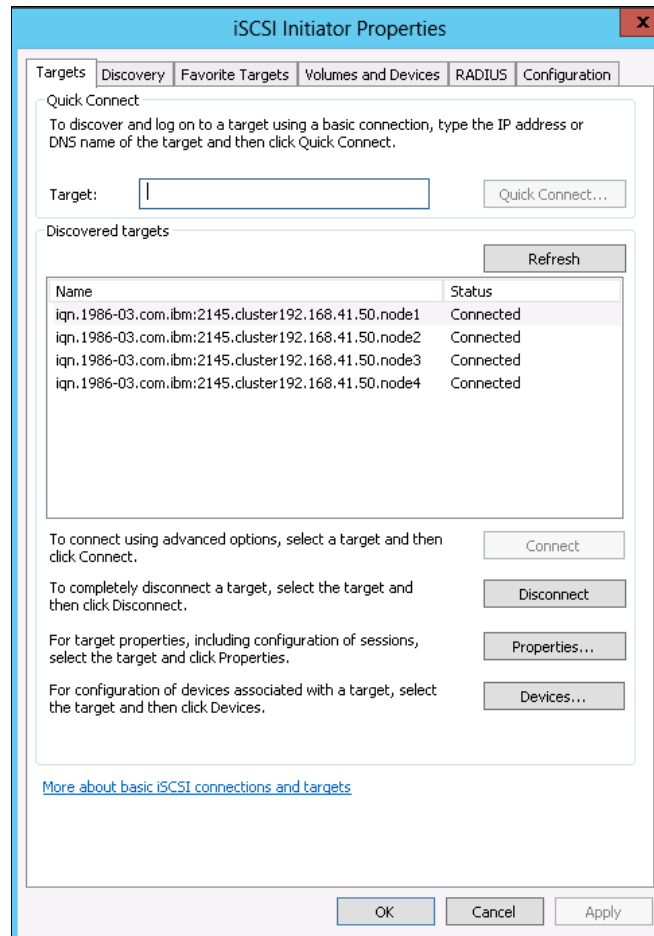 iSCSI Initiator Properties
x
Targets Discovery Favorite Targets Volumes and Devices RADIUS Configuration
Quick Connect
To discover and log on to a target using a basic connection, type the IP address or
DNS name of the target and then click Quick Connect.
Target:
Quick Connect...
Discovered targets
Refresh
Name Status
iqn.1986-03.com.ibm:2145.cluster192.168.41.50.node1 Connected
iqn.1986-03.com.ibm:2145.cluster192.168.41.50.node2 Connected
iqn.1986-03.com.ibm:2145.cluster192.168.41.50.node3 Connected
iqn.1986-03.com.ibm:2145.cluster192.168.41.50.node4 Connected
To connect using advanced options, select a target and then
click Connect.
Connect
To completely disconnect a target, select the target and
then click Disconnect.
Disconnect
For target properties, including configuration of sessions,
select the target and click Properties.
Properties...
For configuration of devices associated with a target, select
the target and then click Devices.
Devices...
More about basic iSCSI connections and targets
OK Cancel Apply